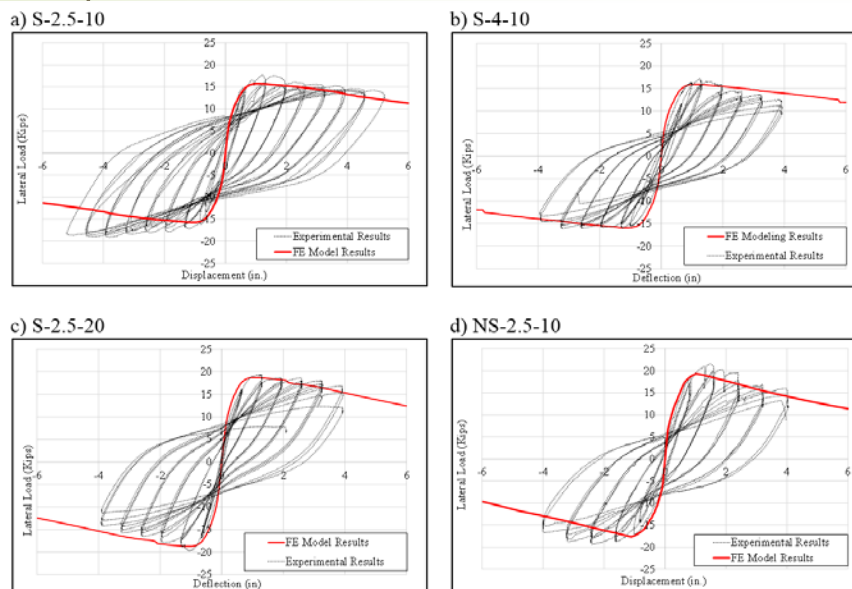 a) S-2.5-10
25
20
15
10
5
0
-6 -4 -2 0 2 4 6
-5
-10
-15
-20
-25
Lateral Load (Kips)
Displacement (in.)
Experimental Results
FE Model Results
b) S-4-10
25
20
15
10
5
0
-6 -4 -2 0 2 4 6
-5
-10
-15
-20
-25
Lateral Load (Kips)
Deflection (in)
FE Modeling Results
Experimental Results
c) S-2.5-20
25
20
15
10
5
0
-6 -4 -2 0 2 4 6
-5
-10
-15
-20
-25
Lateral Load (Kips)
Deflection (in)
FE Model Results
Experimental Results
d) NS-2.5-10
25
20
15
10
5
0
-6 -4 -2 0 2 4 6
-5
-10
-15
-20
-25
Lateral Load (Kips)
Displacement (in.)
Experimental Results
FE Model Results